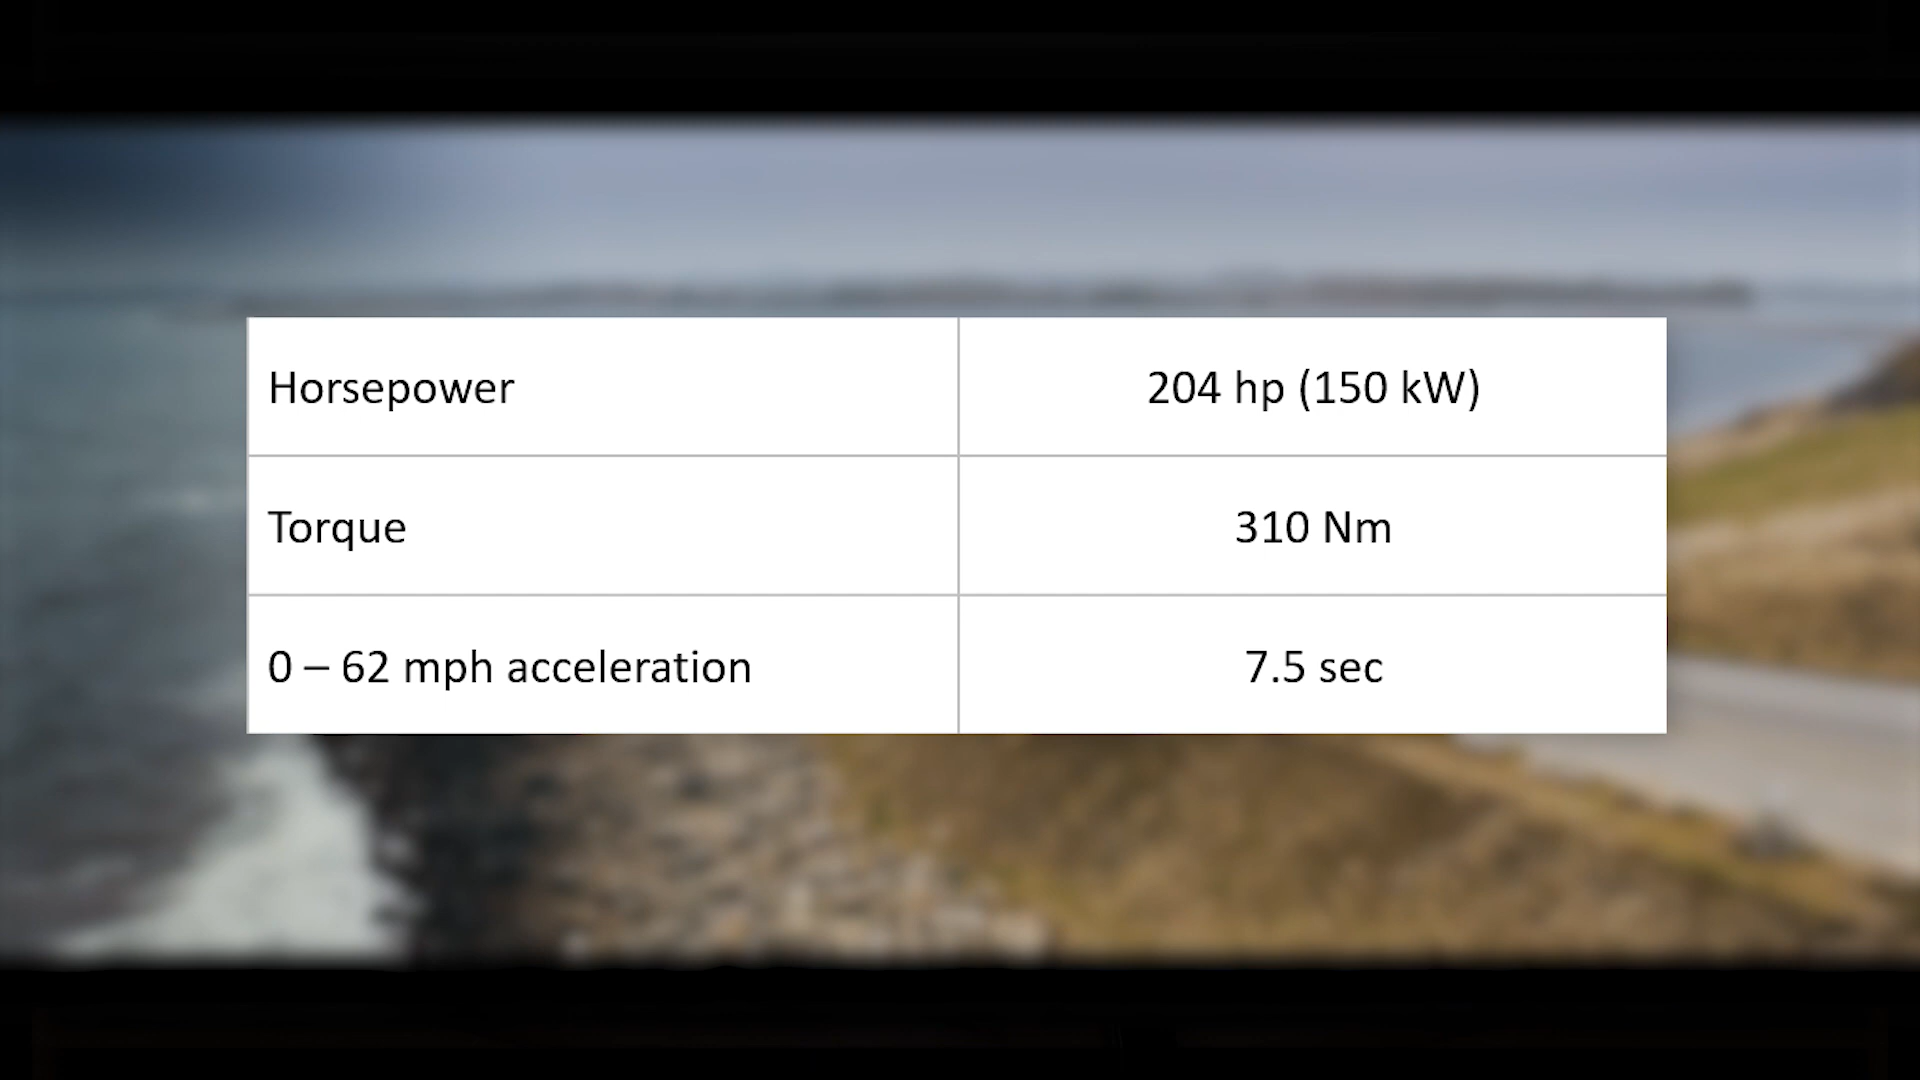 Horsepower 204 hp (150 kW)
Torque 310 Nm
0 – 62 mph acceleration 7.5 sec